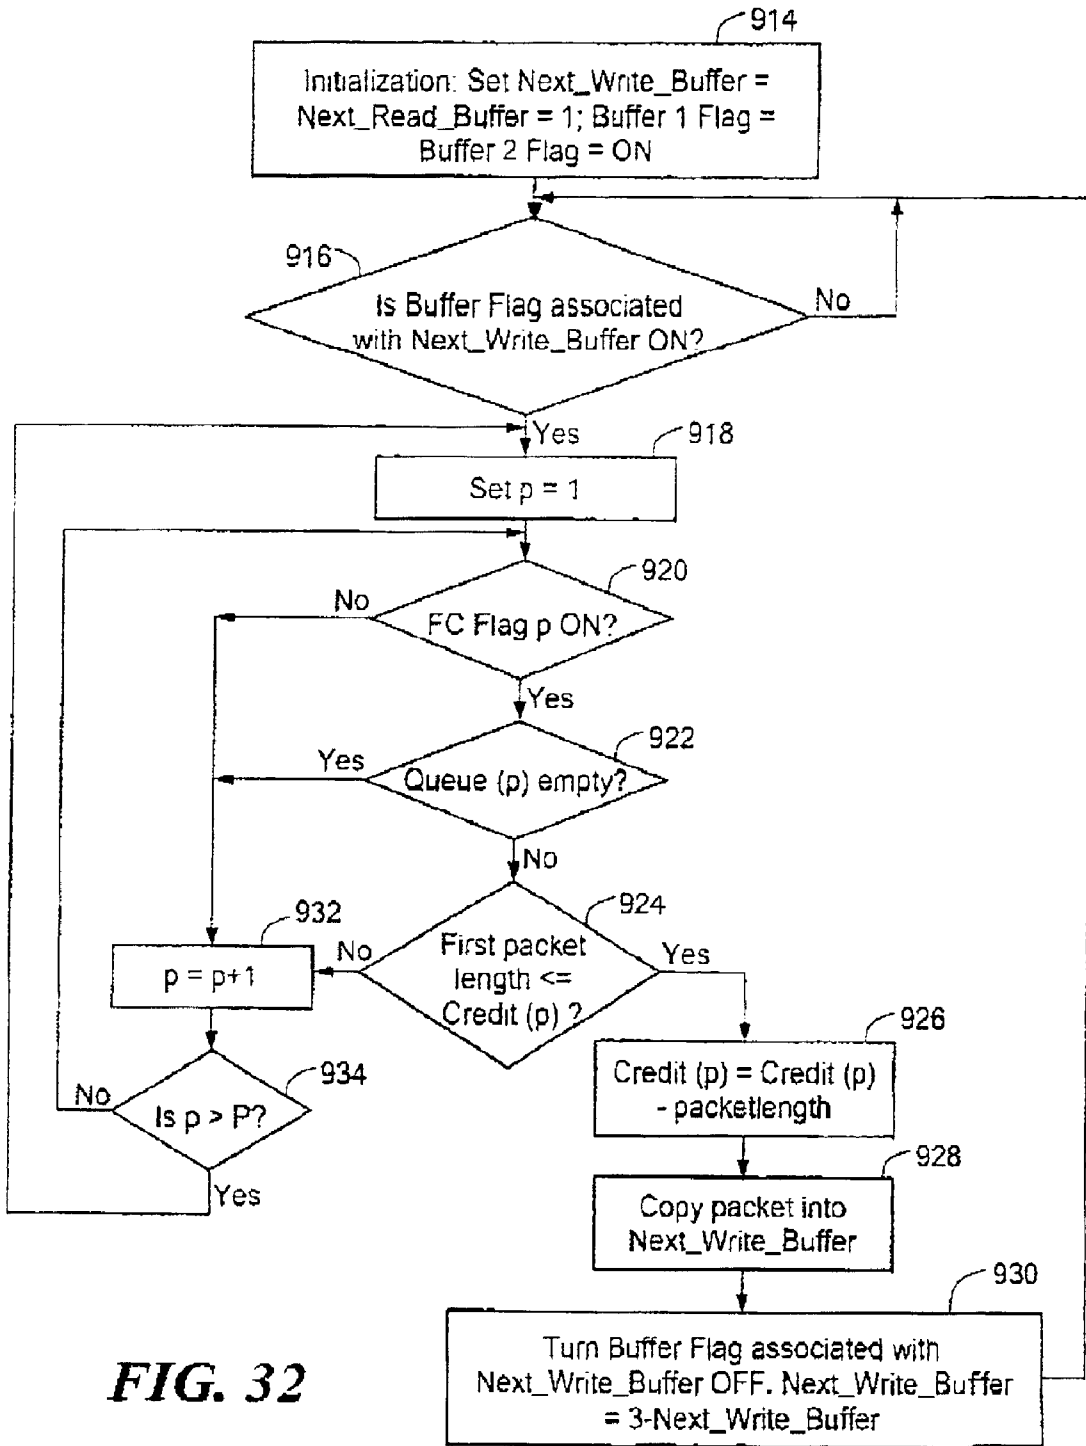 914
Initialization: Set Next_Write_Buffer =
Next_Read_Buffer = 1; Buffer 1 Flag =
Buffer 2 Flag = ON
916
Is Buffer Flag associated
with Next_Write_Buffer ON?
No
Yes
918
Set p = 1
920
No
FC Flag p ON?
Yes
922
Yes
Queue (p) empty?
No
924
932
First packet
length <=
Credit (p) ?
No
Yes
p = p+1
926
Credit (p) = Credit (p)
- packetlength
934
No
Is p > P?
Yes
928
Copy packet into
Next_Write_Buffer
930
Turn Buffer Flag associated with
Next_Write_Buffer OFF. Next_Write_Buffer
= 3-Next_Write_Buffer
FIG. 32